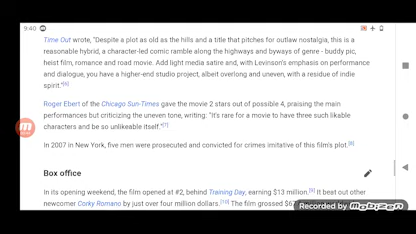 9:40
Time Out wrote, "Despite a plot as old as the hills and a title that pitches for outlaw nostalgia, this is a
reasonable hybrid, a character-led comic ramble along the highways and byways of genre - buddy pic,
heist film, romance and road movie. Add light media satire and, with Levinson's emphasis on performance
and dialogue, you have a higher-end studio project, albeit overlong and uneven, with a residue of indie
spirit."[6]
Roger Ebert of the Chicago Sun-Times gave the movie 2 stars out of possible 4, praising the main
performances but criticizing the uneven tone, writing: "It's rare for a movie to have three such likable
characters and be so unlikeable itself."[7]
In 2007 in New York, five men were prosecuted and convicted for crimes imitative of this film's plot.[8]
Box office
In its opening weekend, the film opened at #2, behind Training Day, earning $13 million.[9] It beat out other
newcomer Corky Romano by just over four million dollars.[10] The film grossed
Recorded by Mobizen